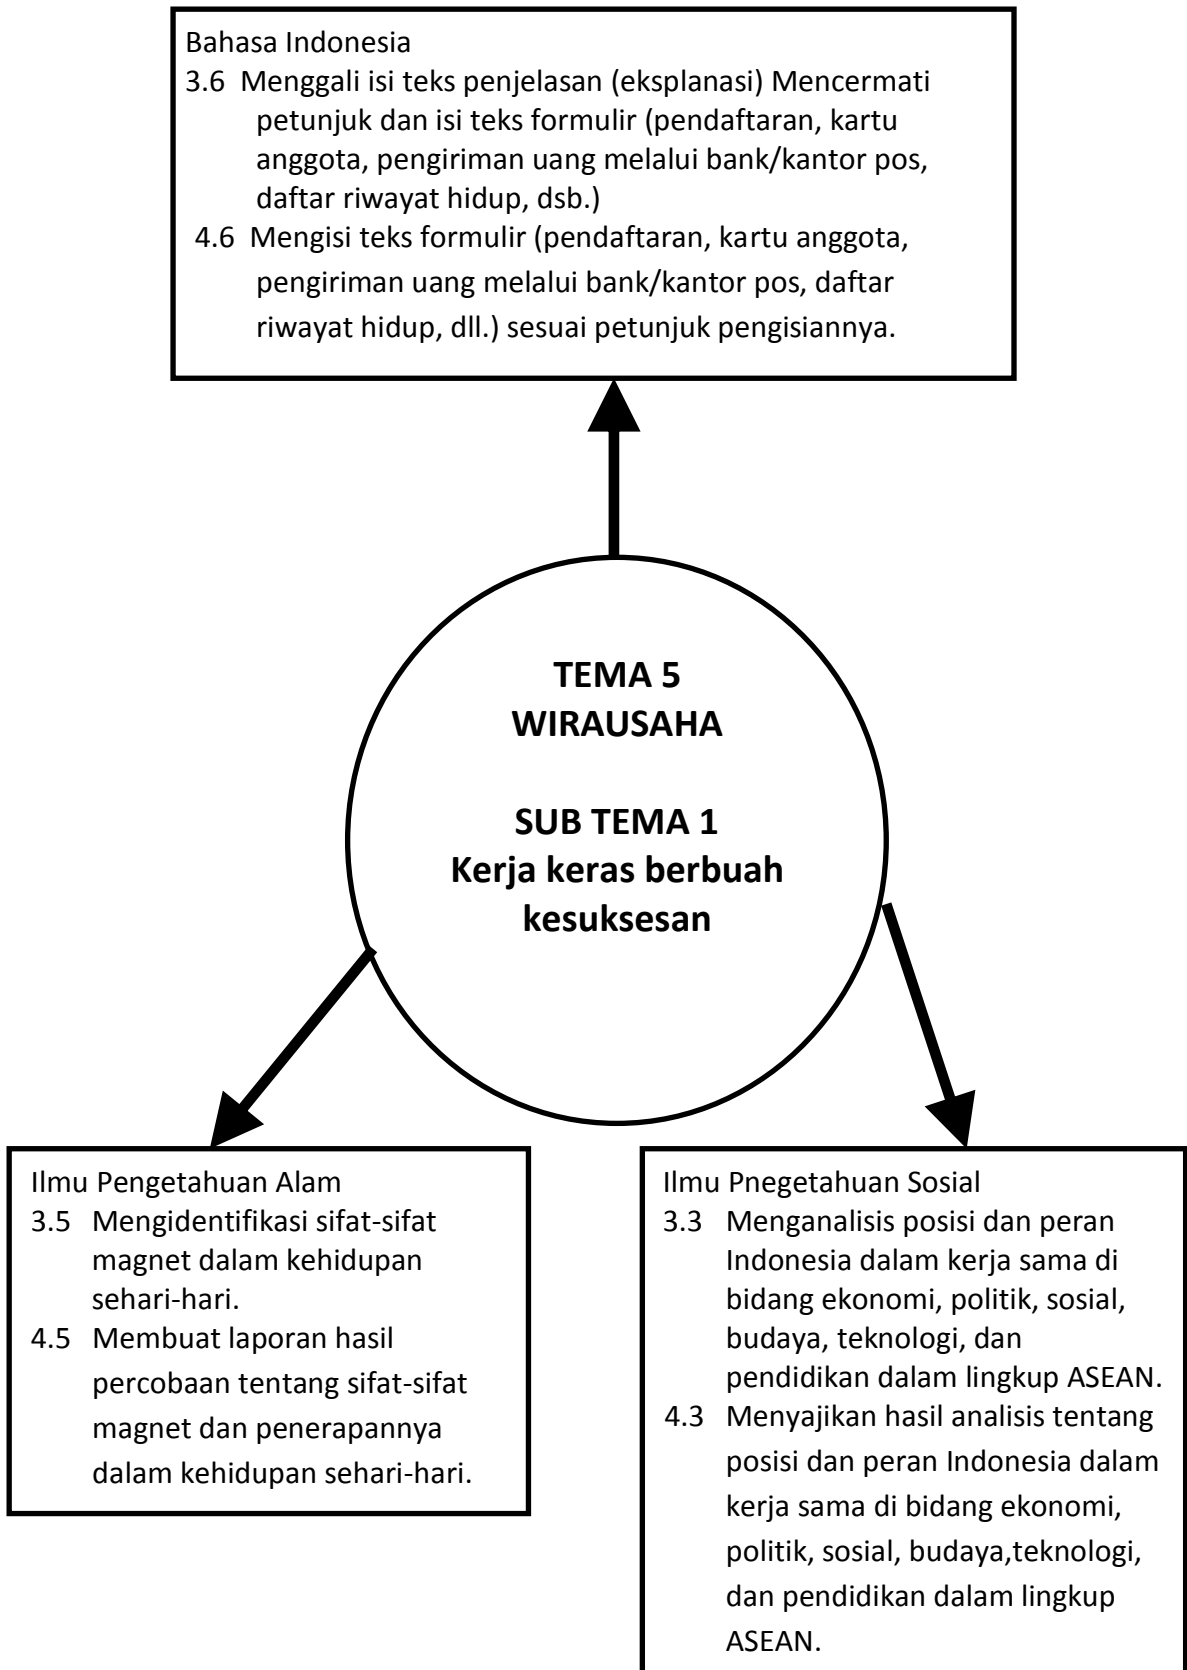 Bahasa Indonesia
3.6 Menggali isi teks penjelasan (eksplanasi) Mencermati
petunjuk dan isi teks formulir (pendaftaran, kartu
anggota, pengiriman uang melalui bank/kantor pos,
daftar riwayat hidup, dsb.)
4.6 Mengisi teks formulir (pendaftaran, kartu anggota,
pengiriman uang melalui bank/kantor pos, daftar
riwayat hidup, dll.) sesuai petunjuk pengisiannya.
TEMA 5
WIRAUSAHA
SUB TEMA 1
Kerja keras berbuah
kesuksesan
Ilmu Pengetahuan Alam
3.5 Mengidentifikasi sifat-sifat
magnet dalam kehidupan
sehari-hari.
4.5 Membuat laporan hasil
percobaan tentang sifat-sifat
magnet dan penerapannya
dalam kehidupan sehari-hari.
Ilmu Pnegetahuan Sosial
3.3 Menganalisis posisi dan peran
Indonesia dalam kerja sama di
bidang ekonomi, politik, sosial,
budaya, teknologi, dan
pendidikan dalam lingkup ASEAN.
4.3 Menyajikan hasil analisis tentang
posisi dan peran Indonesia dalam
kerja sama di bidang ekonomi,
politik, sosial, budaya,teknologi,
dan pendidikan dalam lingkup
ASEAN.